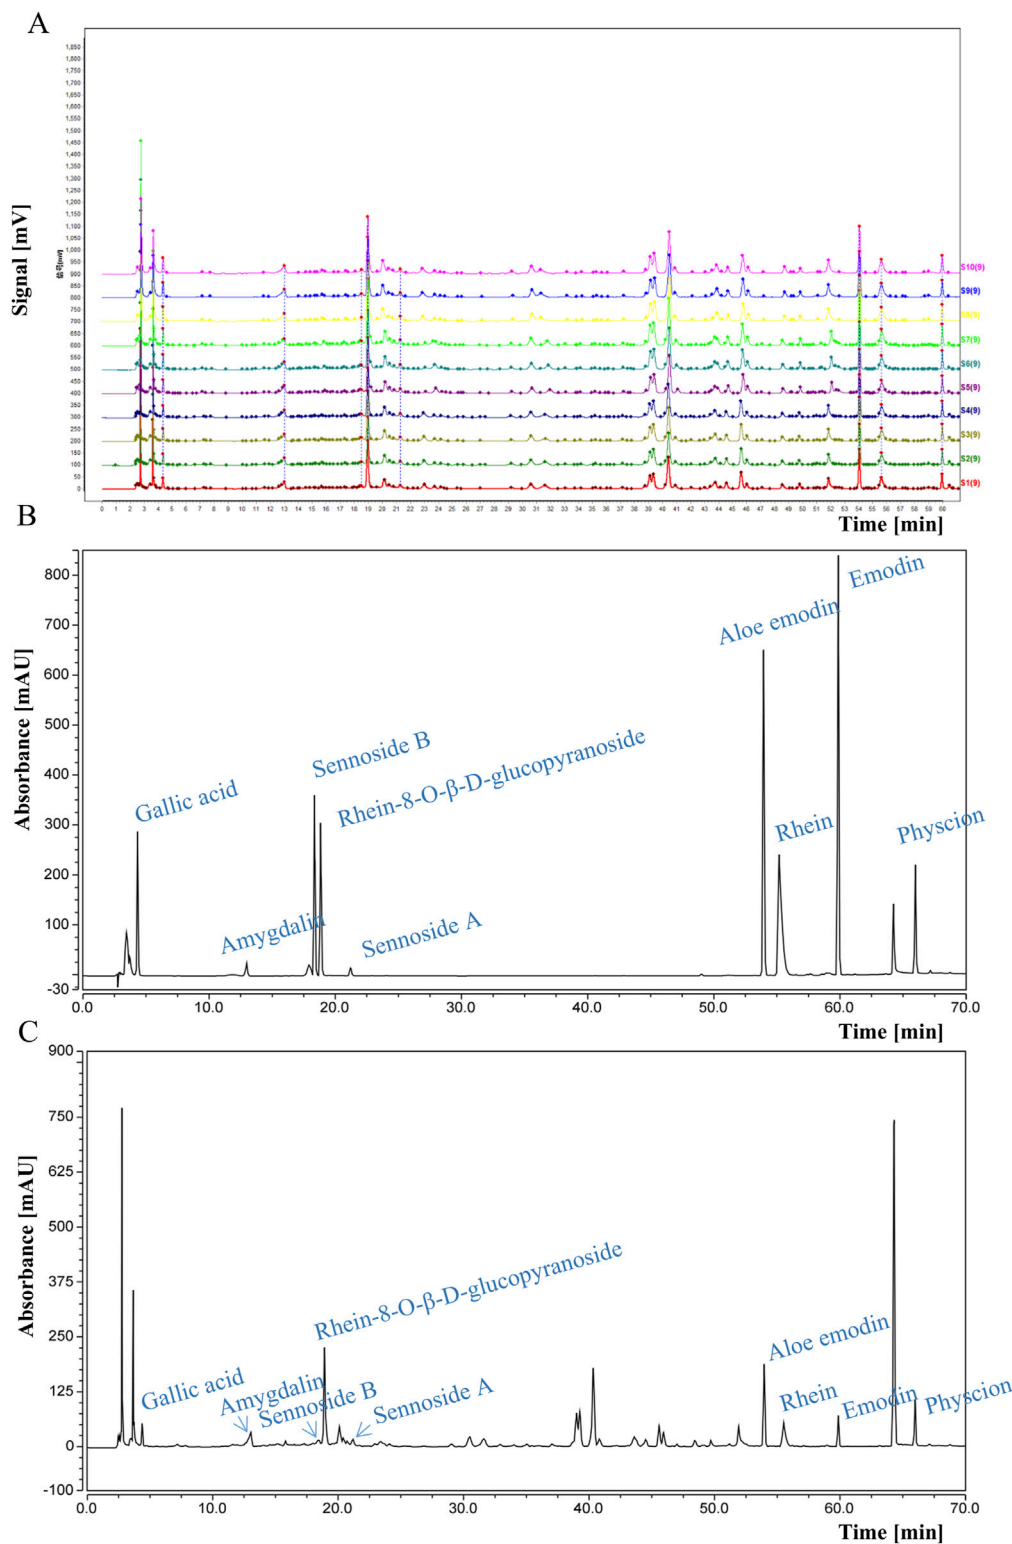 A
1,850
1,800
1,750
1,700
1,650
1,600
1,550
1,500
1,450
1,400
1,350
1,300
1,250
1,200
1,150
1,100
1,050
1,000
950
900
850
800
750
700
650
600
550
500
450
400
350
300
250
200
150
100
50
0
Signal [mV]
信号[mV]
S10(9)
S9(9)
S8(9)
S7(9)
S6(9)
S5(9)
S4(9)
S3(9)
S2(9)
S1(9)
0 1 2 3 4 5 6 7 8 9 10 11 12 13 14 15 16 17 18 19 20 21 22 23 24 25 26 27 28 29 30 31 32 33 34 35 36 37 38 39 40 41 42 43 44 45 46 47 48 49 50 51 52 53 54 55 56 57 58 59 60
Time [min]
B
Absorbance [mAU]
800
700
600
500
400
300
200
100
-30
Gallic acid
Amygdalin
Sennoside B
Rhein-8-O-β-D-glucopyranoside
Sennoside A
Aloe emodin
Rhein
Emodin
Physcion
0.0 10.0 20.0 30.0 40.0 50.0 60.0 70.0
Time [min]
C
Absorbance [mAU]
900
750
625
500
375
250
125
0
-100
Gallic acid
Amygdalin
Sennoside B
Rhein-8-O-β-D-glucopyranoside
Sennoside A
Aloe emodin
Rhein
Emodin
Physcion
0.0 10.0 20.0 30.0 40.0 50.0 60.0 70.0
Time [min]